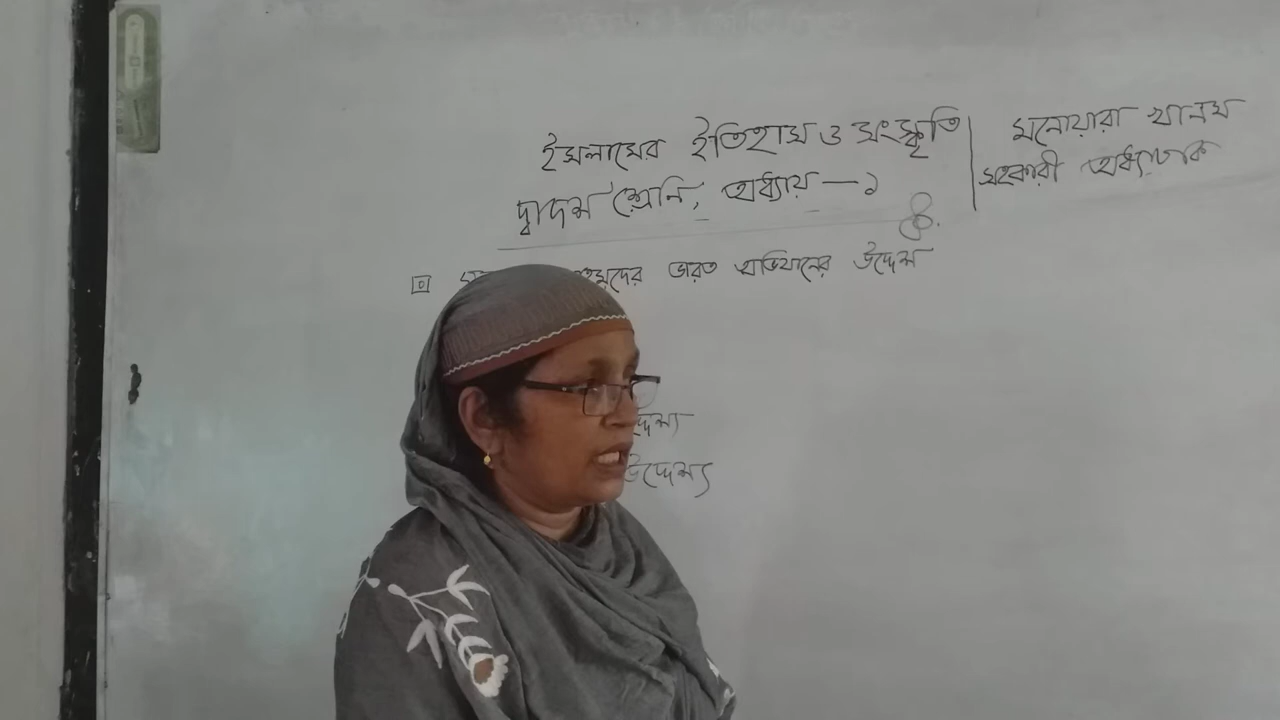 ইসলামের ইতিহাস ও সংস্কৃতি
দ্বাদশ শ্রেনি, অধ্যায় — ১
মনোয়ারা খানম
সহকারী অধ্যাপক
ভারত অভিযানের উদ্দেশ
উদ্দেশ্য